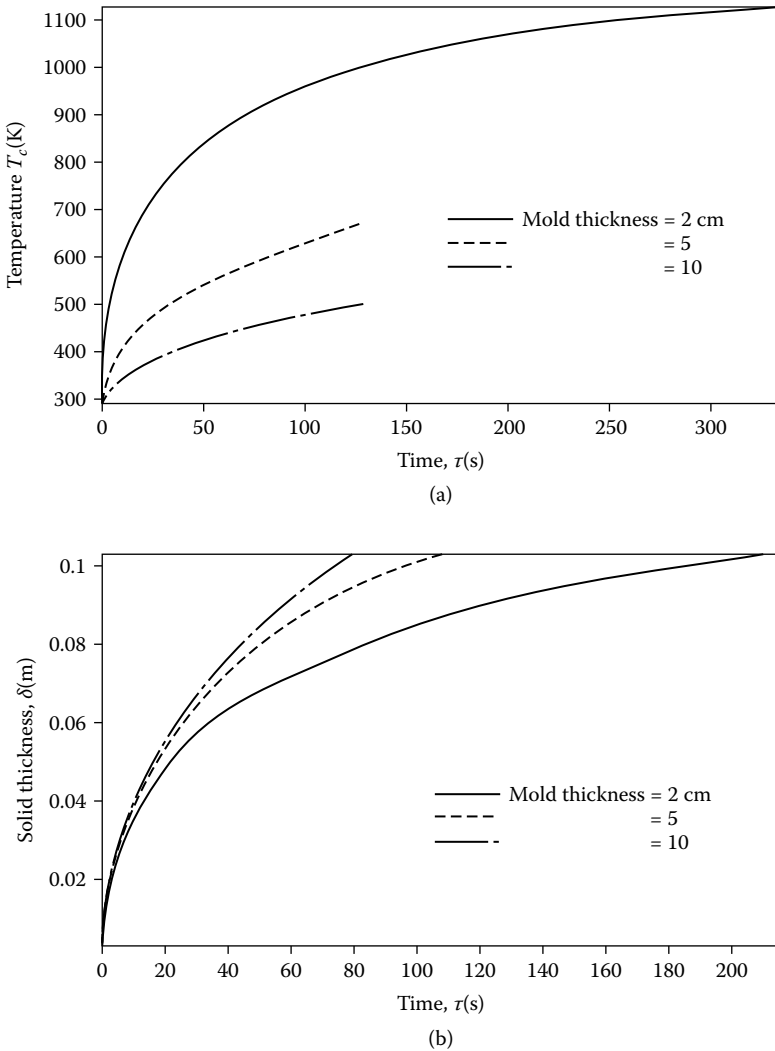 1100
1000
900
800
700
600
500
400
300
Temperature T_c(K)
Mold thickness = 2 cm
= 5
= 10
0 50 100 150 200 250 300
Time, τ(s)
(a)
0.1
0.08
0.06
0.04
0.02
Solid thickness, δ(m)
Mold thickness = 2 cm
= 5
= 10
0 20 40 60 80 100 120 140 160 180 200
Time, τ(s)
(b)